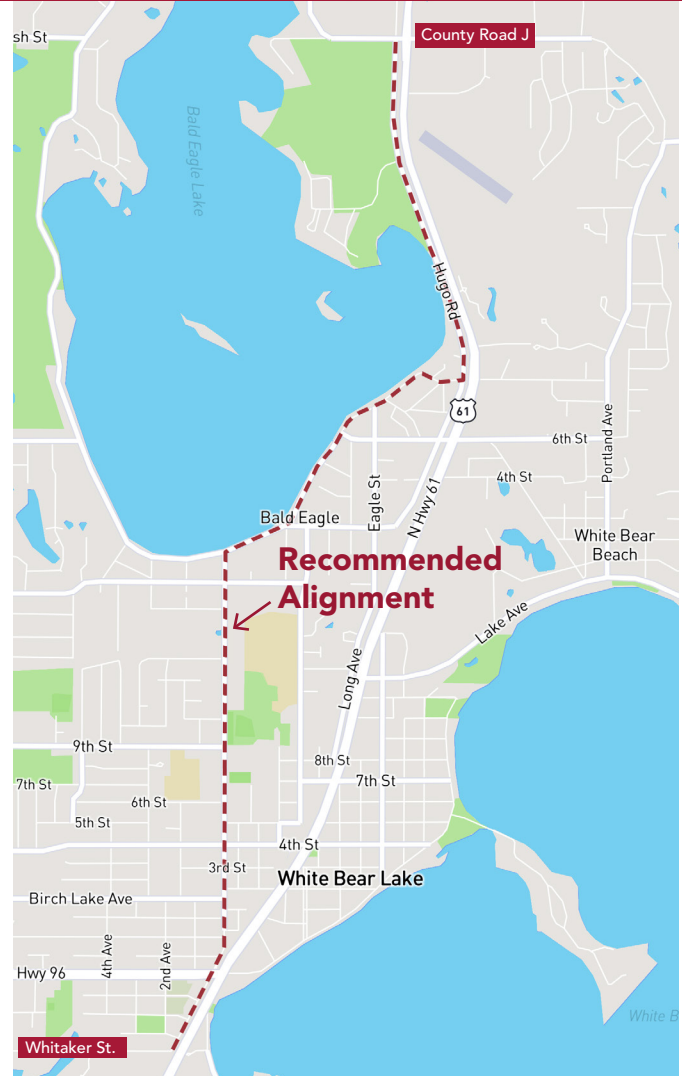 County Road J
sh St
Bald Eagle Lake
Hugo Rd
61
6th St
Portland Ave
4th St
Eagle St
N Hwy 61
Bald Eagle
White Bear
Beach
Recommended
Alignment
Lake Ave
Long Ave
9th St
8th St
7th St
7th St
6th St
5th St
4th St
3rd St
White Bear Lake
Birch Lake Ave
4th Ave
2nd Ave
Hwy 96
White B
Whitaker St.